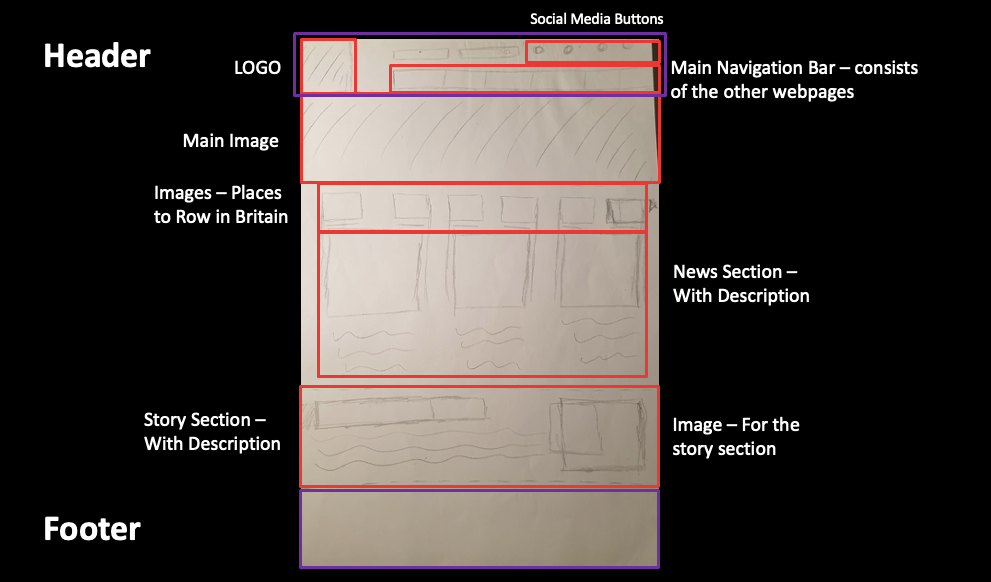 Social Media Buttons
Header
LOGO
Main Navigation Bar – consists
of the other webpages
Main Image
Images – Places
to Row in Britain
News Section –
With Description
Story Section –
With Description
Image – For the
story section
Footer